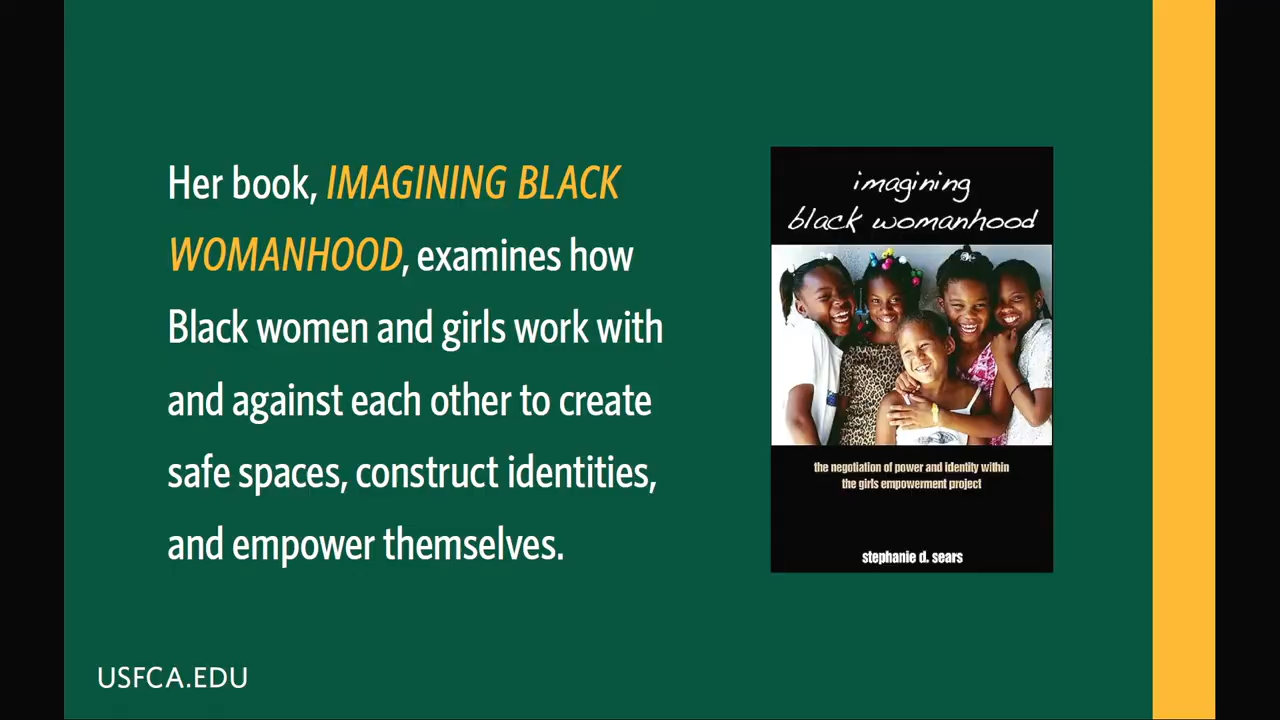 Her book, IMAGINING BLACK
WOMANHOOD, examines how
Black women and girls work with
and against each other to create
safe spaces, construct identities,
and empower themselves.
imagining
black womanhood
the negotiation of power and identity within
the girls empowerment project
stephanie d. sears
USFCA.EDU